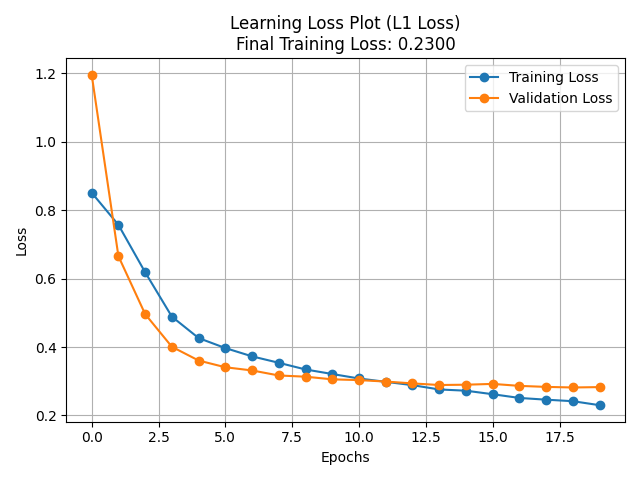 Learning Loss Plot (L1 Loss)
Final Training Loss: 0.2300
Training Loss
Validation Loss
1.2
1.0
0.8
0.6
0.4
0.2
Loss
0.0
2.5
5.0
7.5
10.0
12.5
15.0
17.5
Epochs